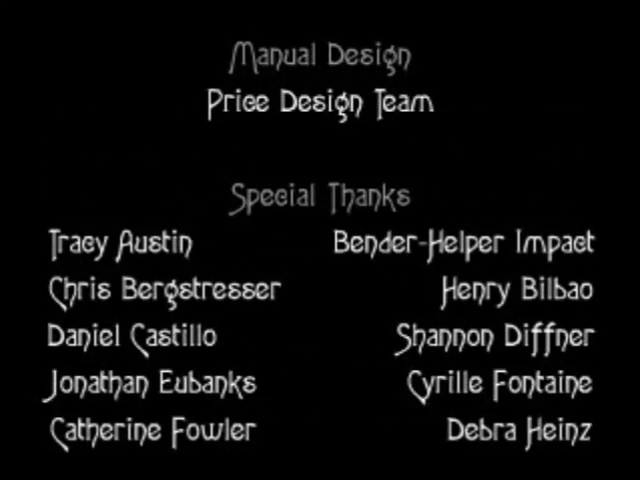 Manual Design
Price Design Team
Special Thanks
Tracy Austin Bender-Helper Impact
Chris Bergstresser Henry Bilbao
Daniel Castillo Shannon Diffner
Jonathan Eubanks Cyrille Fontaine
Catherine Fowler Debra Heinz